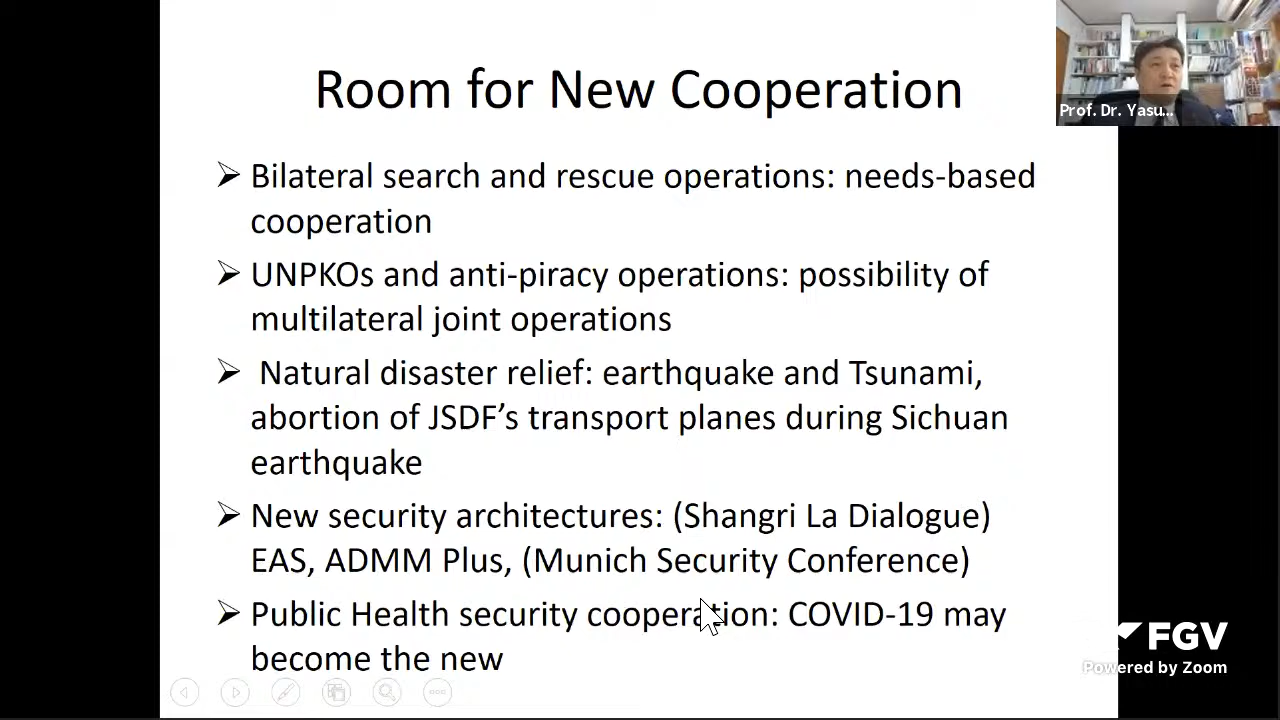 Room for New Cooperation
Prof. Dr. Yasu...
➢ Bilateral search and rescue operations: needs-based
cooperation
➢ UNPKOs and anti-piracy operations: possibility of
multilateral joint operations
➢ Natural disaster relief: earthquake and Tsunami,
abortion of JSDF’s transport planes during Sichuan
earthquake
➢ New security architectures: (Shangri La Dialogue)
EAS, ADMM Plus, (Munich Security Conference)
➢ Public Health security cooperation: COVID-19 may
become the new
FGV
Powered by Zoom